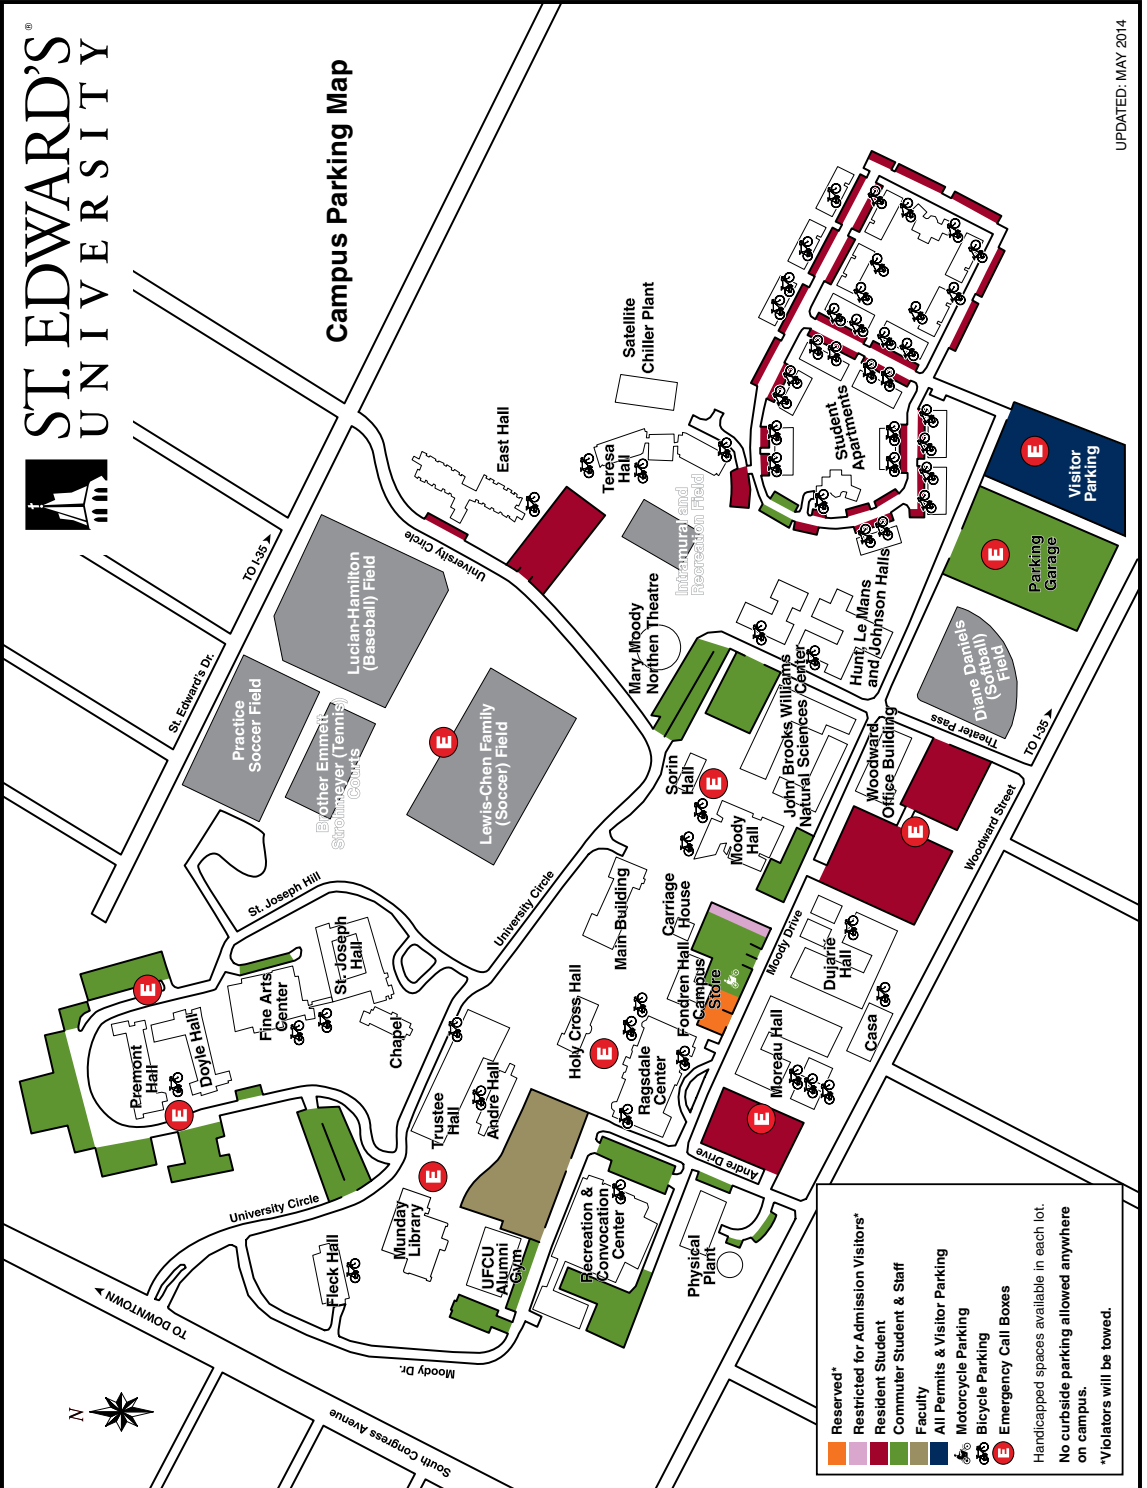 ST. EDWARD'S®
UNIVERSITY
Campus Parking Map
UPDATED: MAY 2014
TO I-35
St. Edward's Dr.
Practice
Soccer Field
Lucian-Hamilton
(Baseball) Field
Brother Emmett
Strohmeyer (Tennis)
Courts
Lewis-Chen Family
(Soccer) Field
E
University Circle
East Hall
Satellite
Chiller Plant
Teresa
Hall
Intramural and
Recreation Field
Student
Apartments
Mary Moody
Northen Theatre
Hunt, Le Mans
and Johnson Halls
John Brooks Williams
Natural Sciences Center
E
Visitor
Parking
E
Parking
Garage
Diane Daniels
(Softball)
Field
Theater Pass
TO I-35
Woodward
Office Building
E
Woodward Street
Sorin
Hall
E
Moody
Hall
Carriage
House
Main Building
University Circle
St. Joseph Hill
St. Joseph
Hall
Fine Arts
Center
Chapel
E
Premont
Hall
Doyle Hall
E
Holy Cross Hall
E
Fondren Hall
Campus
Store
Moody Drive
Dujarié
Hall
Casa
Moreau Hall
E
Ragsdale
Center
Andre Drive
Trustee
Hall
Andre Hall
E
Munday
Library
University Circle
Fleck Hall
UFCU
Alumni
Gym
Recreation &
Convocation
Center
Physical
Plant
Moody Dr.
TO DOWNTOWN
South Congress Avenue
N
Reserved*
Restricted for Admission Visitors*
Resident Student
Commuter Student & Staff
Faculty
All Permits & Visitor Parking
Motorcycle Parking
Bicycle Parking
E Emergency Call Boxes
Handicapped spaces available in each lot.
No curbside parking allowed anywhere
on campus.
*Violators will be towed.